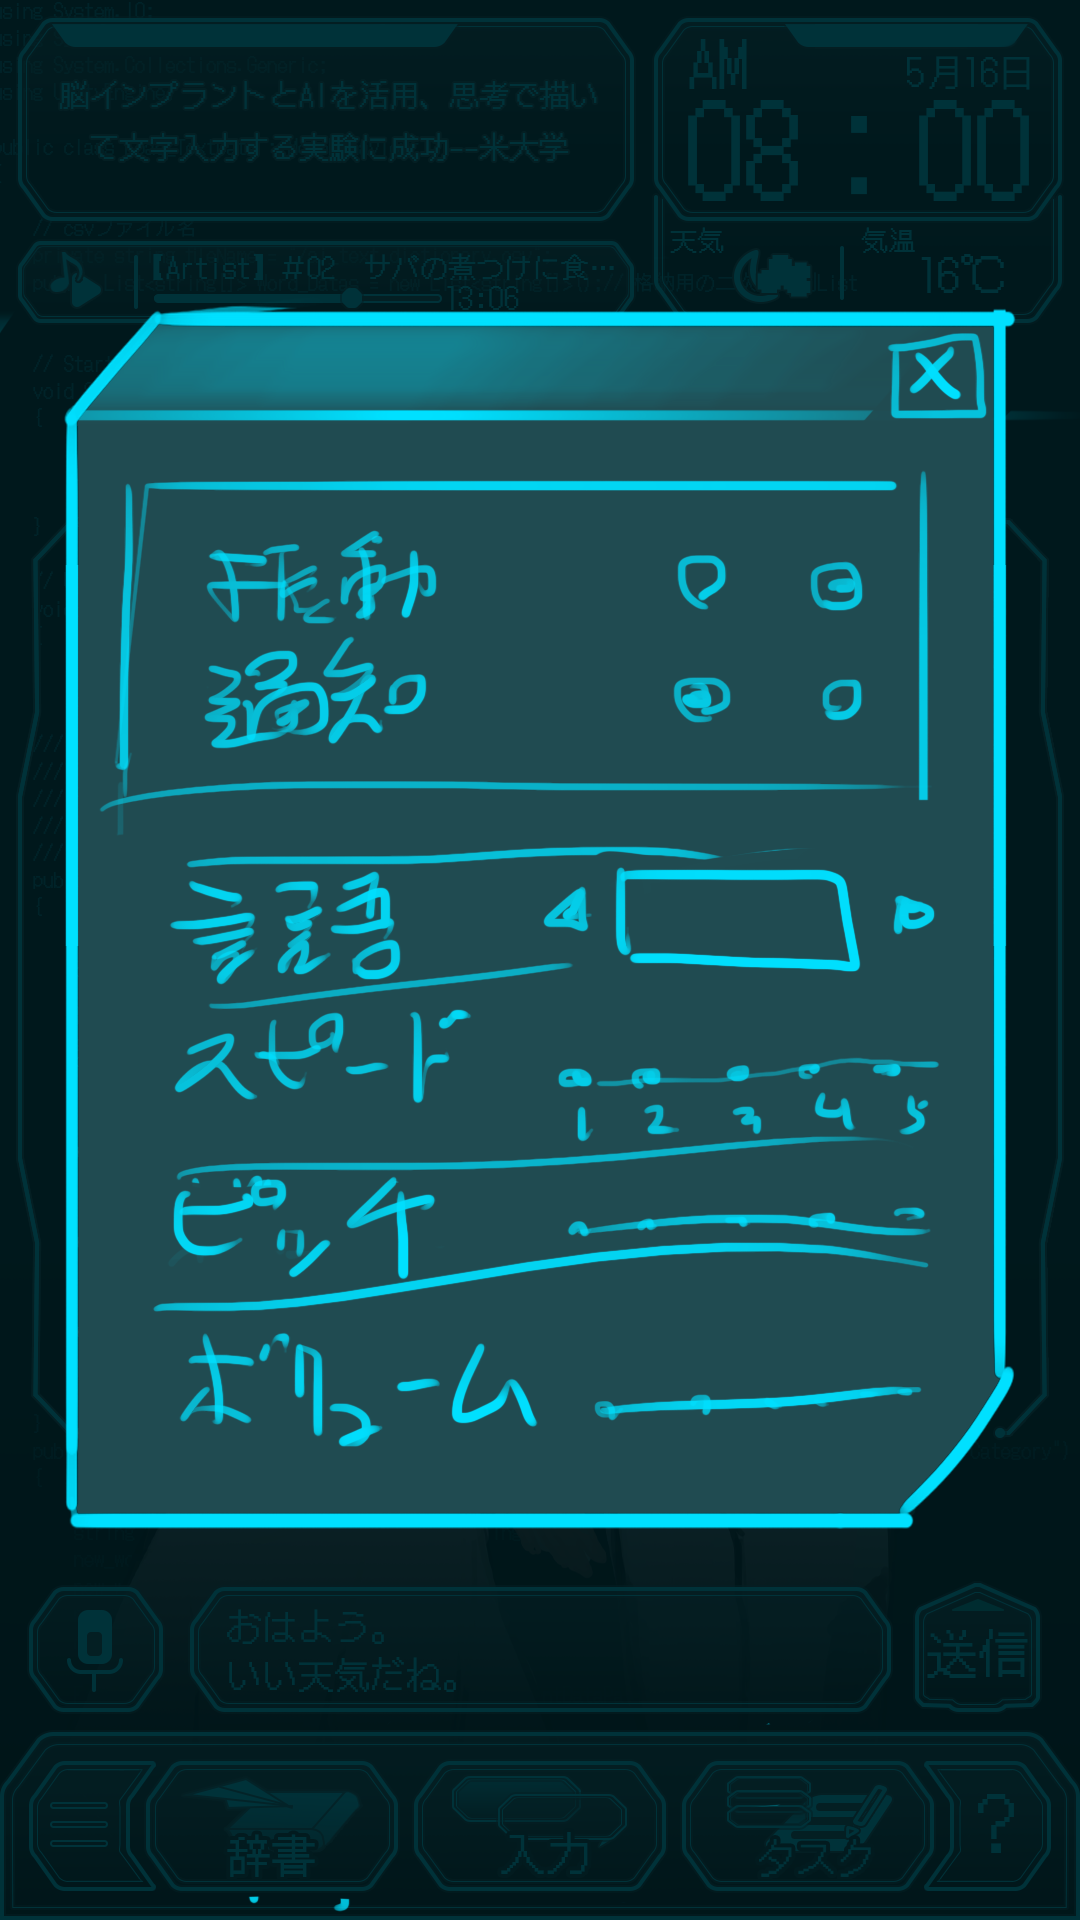 脳インプラントとAIを活用、思考で描い
て文字入力する実験に成功--米大学
AM
5月16日
08:00
天気
気温
16℃
【Artist】 #02 サバの煮つけに食…
13:06
X
振動
通知
言語
スピード
1 2 3 4 5
ピッチ
ボリューム
おはよう。
いい天気だね。
送信
辞書
入力
タスク
?